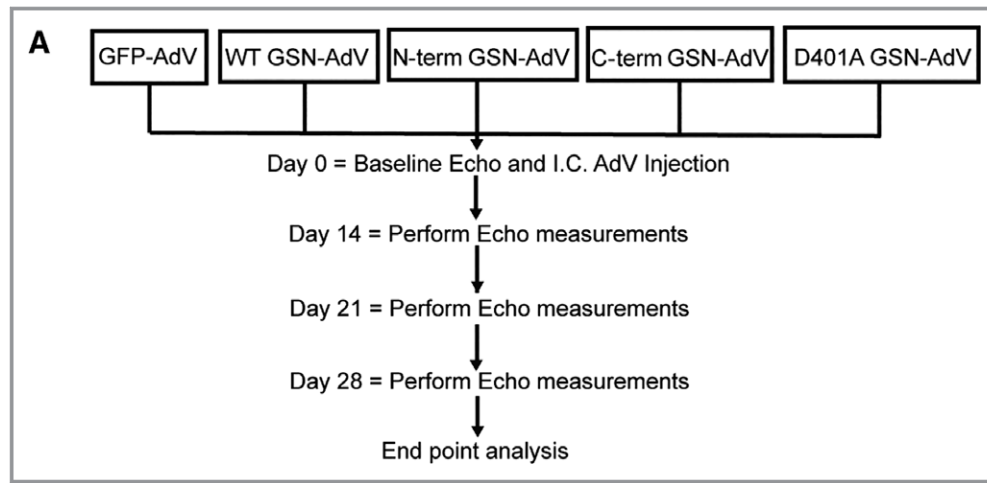 A
GFP-AdV WT GSN-AdV N-term GSN-AdV C-term GSN-AdV D401A GSN-AdV
Day 0 = Baseline Echo and I.C. AdV Injection
Day 14 = Perform Echo measurements
Day 21 = Perform Echo measurements
Day 28 = Perform Echo measurements
End point analysis